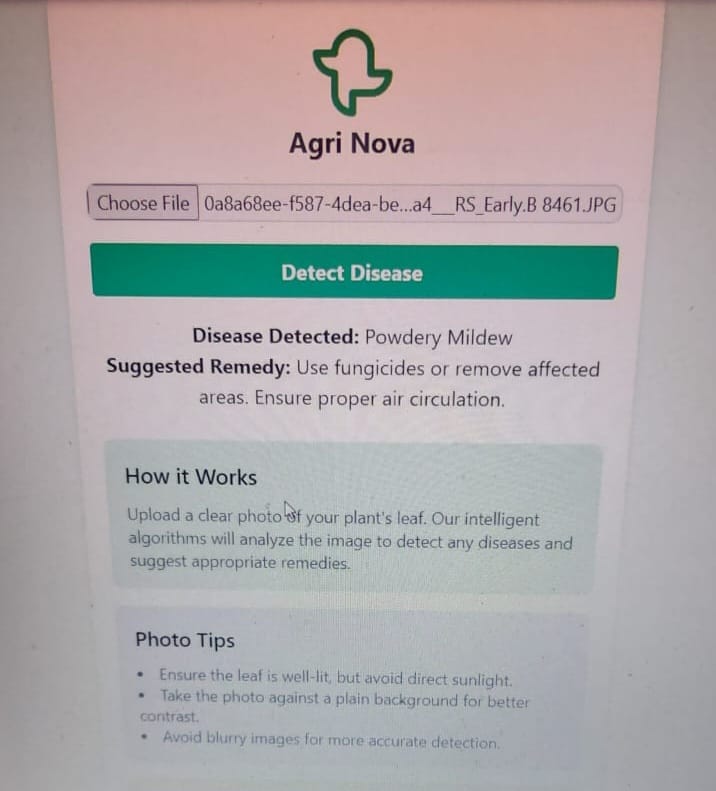 Agri Nova
Choose File 0a8a68ee-f587-4dea-be...a4___RS_Early.B 8461.JPG
Detect Disease
Disease Detected: Powdery Mildew
Suggested Remedy: Use fungicides or remove affected
areas. Ensure proper air circulation.
How it Works
Upload a clear photo of your plant's leaf. Our intelligent
algorithms will analyze the image to detect any diseases and
suggest appropriate remedies.
Photo Tips
• Ensure the leaf is well-lit, but avoid direct sunlight.
• Take the photo against a plain background for better
contrast.
• Avoid blurry images for more accurate detection.